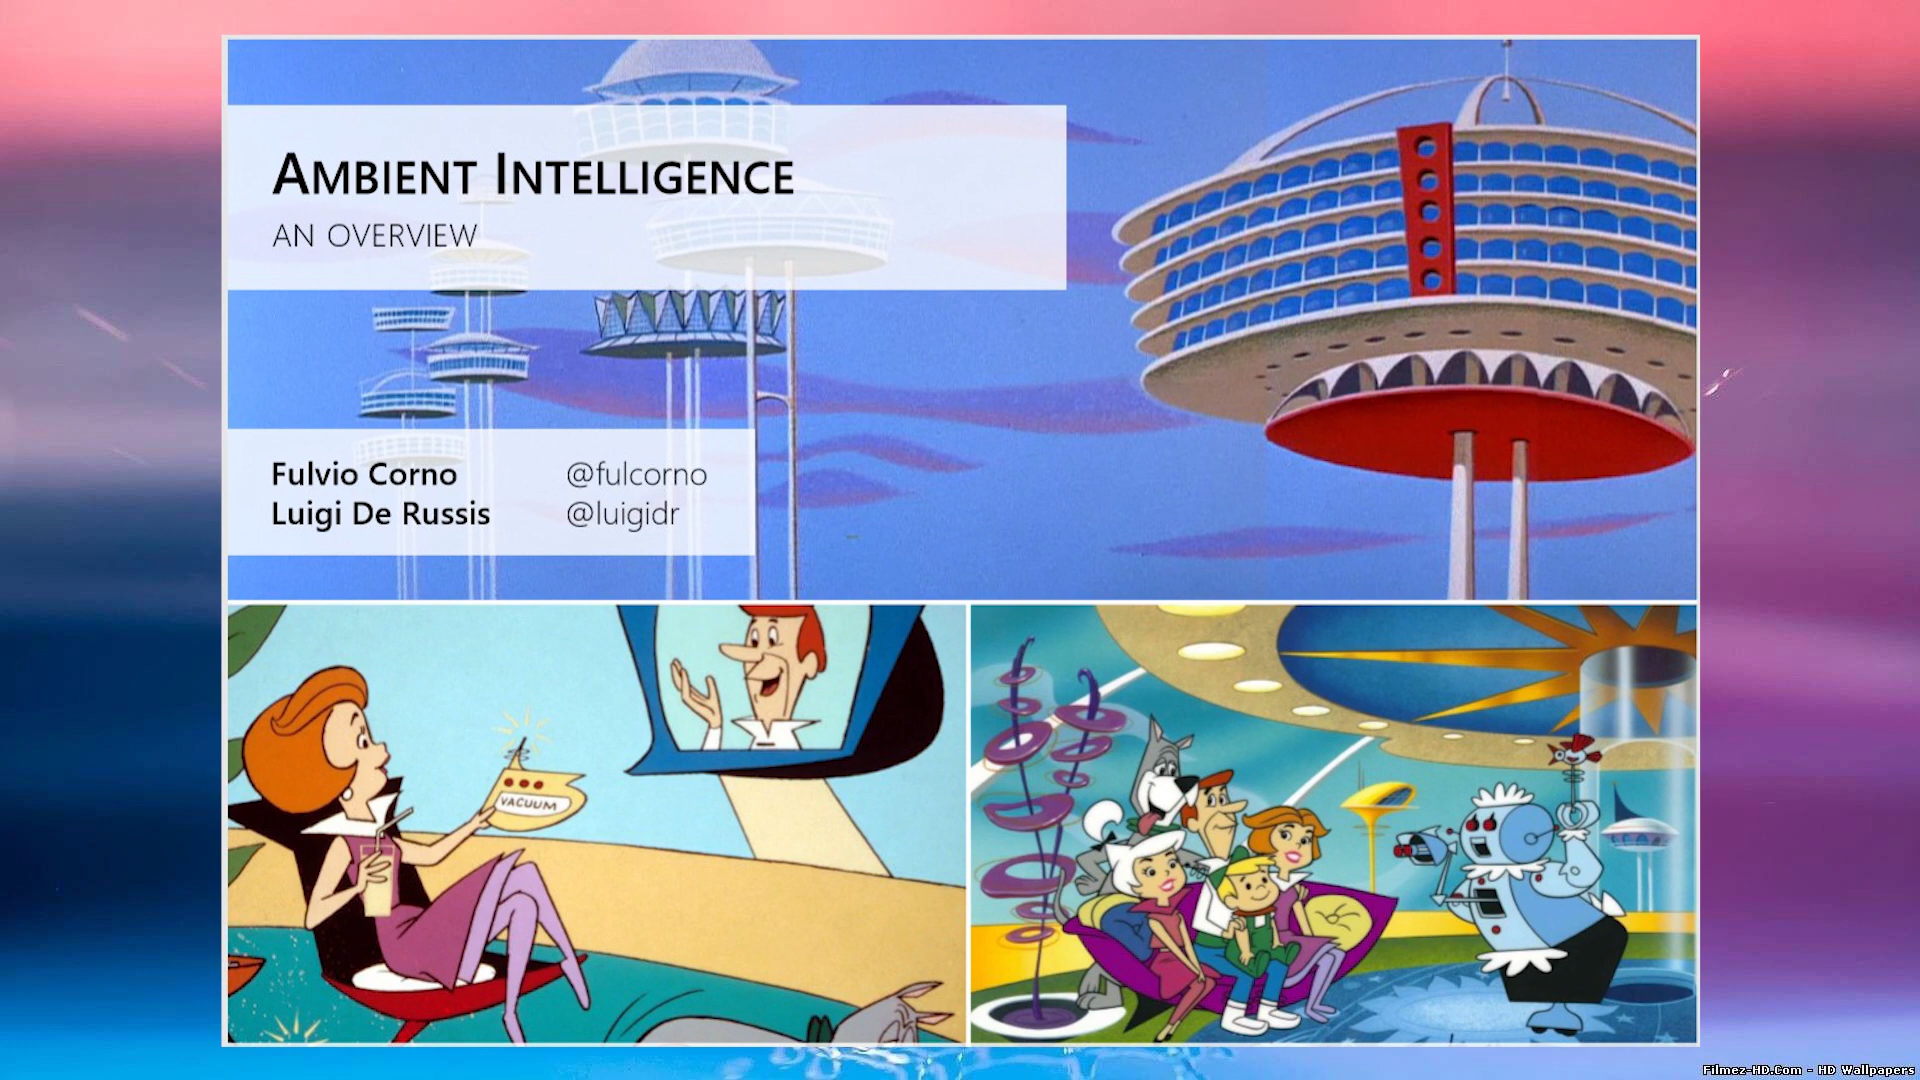 AMBIENT INTELLIGENCE
AN OVERVIEW
Fulvio Corno @fulcorno
Luigi De Russis @luigidr
VACUUM
Filmez-HD.Com - HD Wallpapers